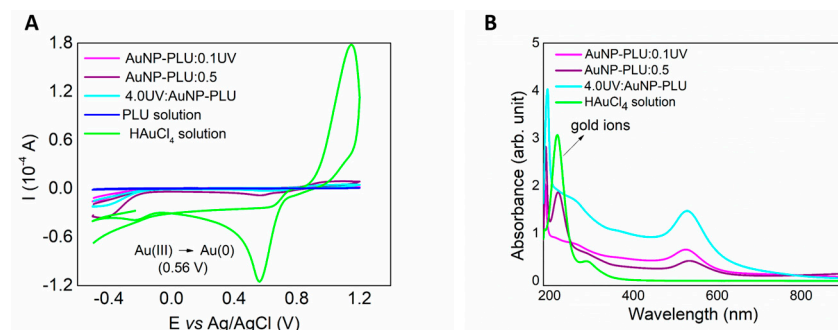 A
1.8
1.2
0.6
0.0
-0.6
-1.2
I (10⁻⁴ A)
AuNP-PLU:0.1UV
AuNP-PLU:0.5
4.0UV:AuNP-PLU
PLU solution
HAuCl₄ solution
Au(III) → Au(0)
(0.56 V)
-0.4 0.0 0.4 0.8 1.2
E vs Ag/AgCl (V)
B
5
4
3
2
1
0
Absorbance (arb. unit)
AuNP-PLU:0.1UV
AuNP-PLU:0.5
4.0UV:AuNP-PLU
HAuCl₄ solution
gold ions
200 400 600 800
Wavelength (nm)